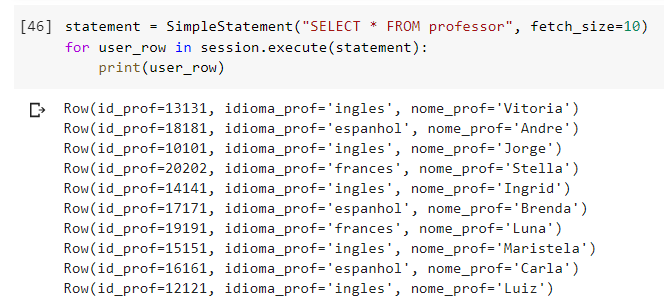 [46] statement = SimpleStatement("SELECT * FROM professor", fetch_size=10)
for user_row in session.execute(statement):
    print(user_row)
Row(id_prof=13131, idioma_prof='ingles', nome_prof='Vitoria')
Row(id_prof=18181, idioma_prof='espanhol', nome_prof='Andre')
Row(id_prof=10101, idioma_prof='ingles', nome_prof='Jorge')
Row(id_prof=20202, idioma_prof='frances', nome_prof='Stella')
Row(id_prof=14141, idioma_prof='ingles', nome_prof='Ingrid')
Row(id_prof=17171, idioma_prof='espanhol', nome_prof='Brenda')
Row(id_prof=19191, idioma_prof='frances', nome_prof='Luna')
Row(id_prof=15151, idioma_prof='ingles', nome_prof='Maristela')
Row(id_prof=16161, idioma_prof='espanhol', nome_prof='Carla')
Row(id_prof=12121, idioma_prof='ingles', nome_prof='Luiz')